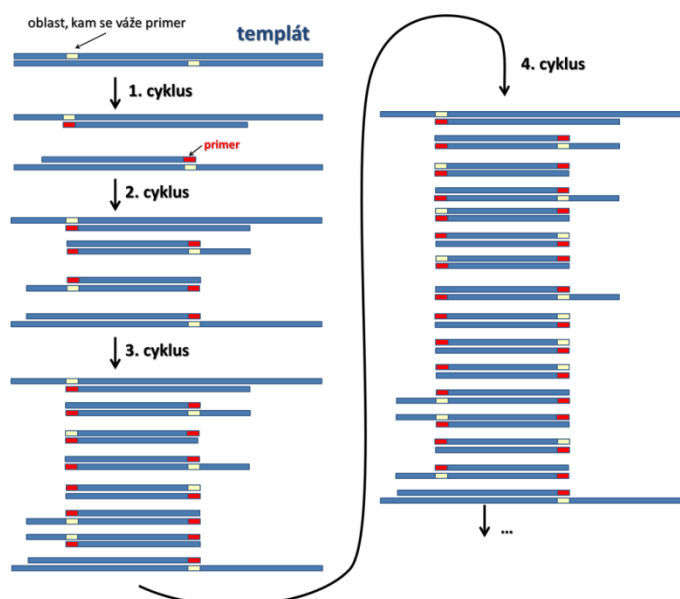 oblast, kam se váže primer
templát
1. cyklus
primer
2. cyklus
3. cyklus
4. cyklus
...